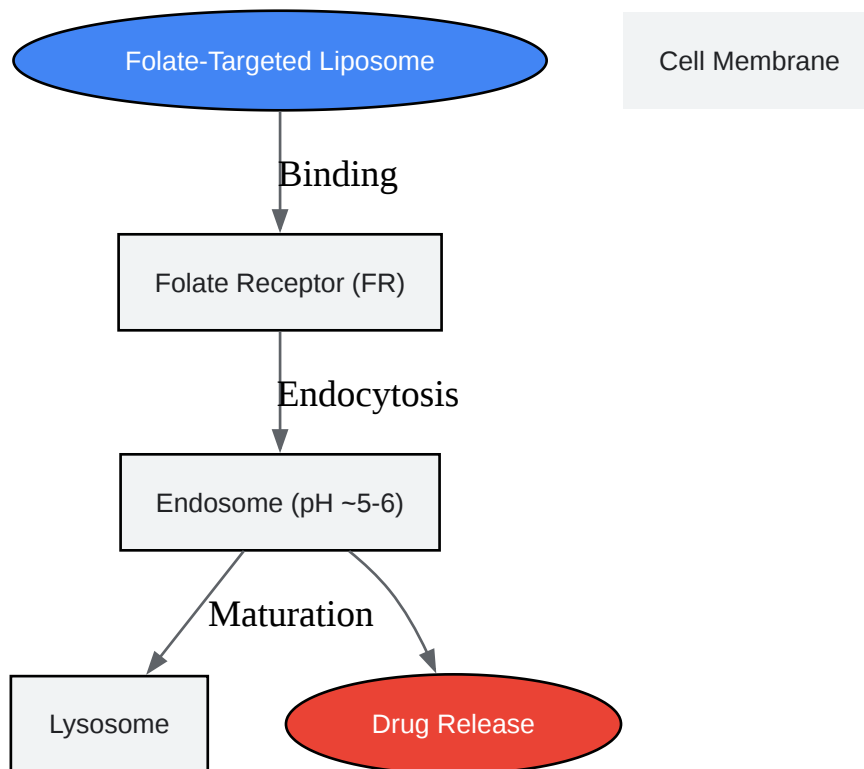 Folate-Targeted Liposome
Cell Membrane
Binding
Folate Receptor (FR)
Endocytosis
Endosome (pH ~5-6)
Maturation
Lysosome
Drug Release